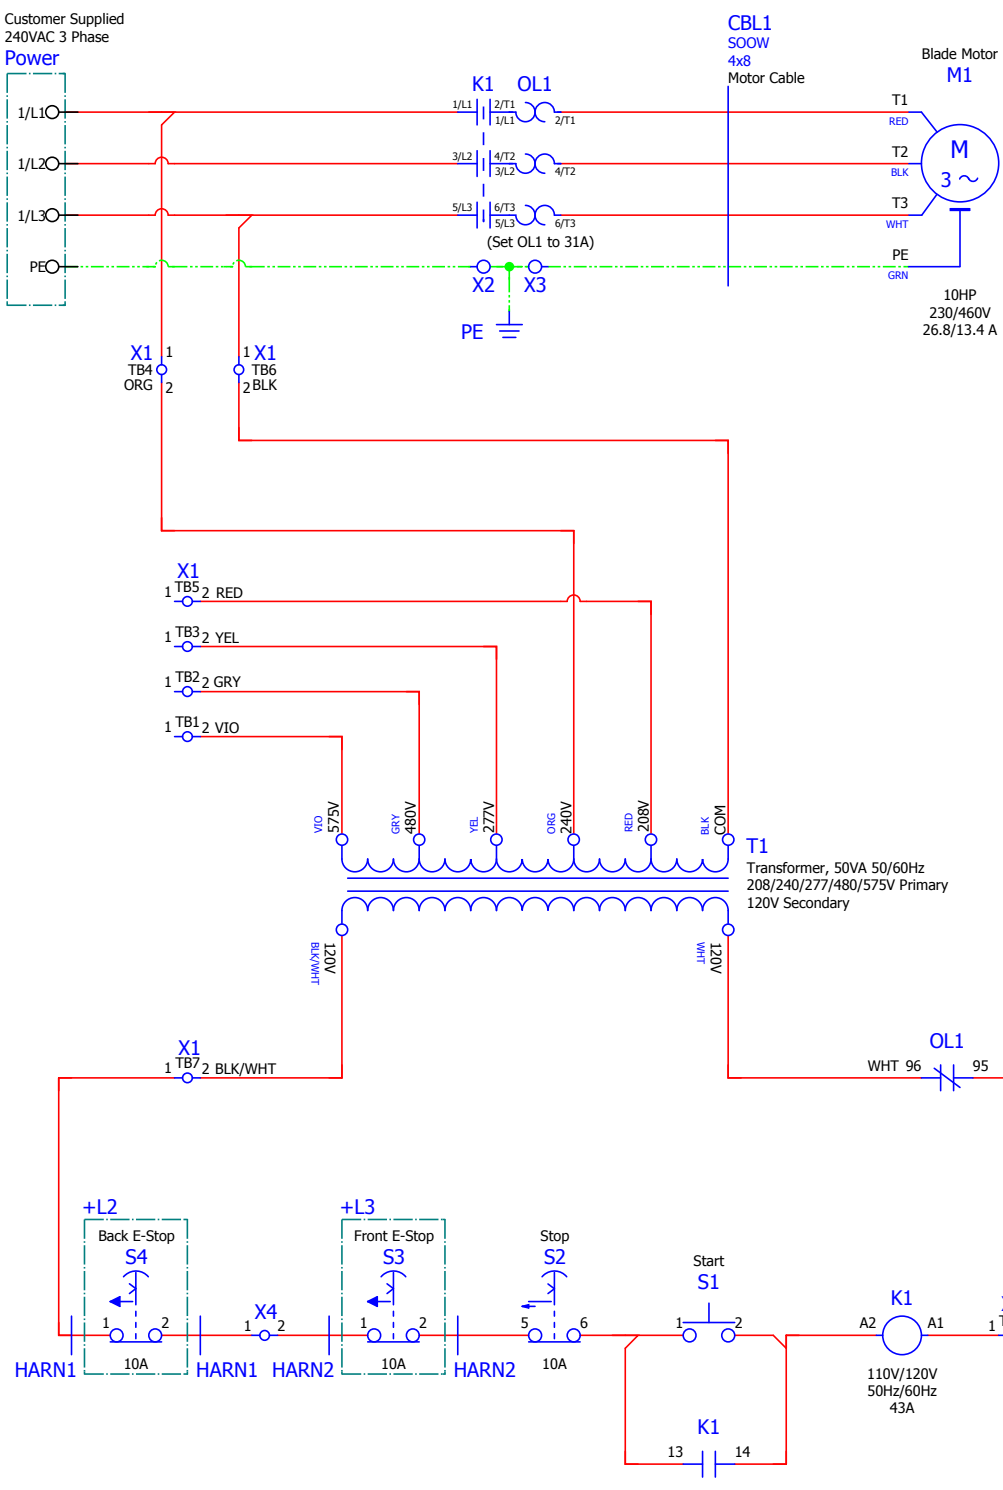 Customer Supplied
240VAC 3 Phase
Power
CBL1
SOOW
4x8
Motor Cable
Blade Motor
M1
K1 OL1
1/L1 1/L1 2/T1 1/L1 2/T1 T1 RED
1/L2 3/L2 4/T2 3/L2 4/T2 T2 BLK
M
3 ~
1/L3 5/L3 6/T3 5/L3 6/T3 T3 WHT
(Set OL1 to 31A)
PE X2 X3 PE GRN
PE
10HP
230/460V
26.8/13.4 A
X1 1 1 X1
TB4 TB6
ORG 2 2 BLK
X1
1 TB5 2 RED
1 TB3 2 YEL
1 TB2 2 GRY
1 TB1 2 VIO
VIO 575V
GRY 480V
YEL 277V
ORG 240V
RED 208V
BLK COM
T1
Transformer, 50VA 50/60Hz
208/240/277/480/575V Primary
120V Secondary
BLK/WHT 120V
WHT 120V
X1
1 TB7 2 BLK/WHT
OL1
WHT 96 95
+L2
Back E-Stop
S4
1 2
10A
HARN1 HARN1
X4
1 2
+L3
Front E-Stop
S3
1 2
10A
HARN2 HARN2
Stop
S2
5 6
10A
Start
S1
1 2
K1
A2 A1
110V/120V
50Hz/60Hz
43A
1
K1
13 14